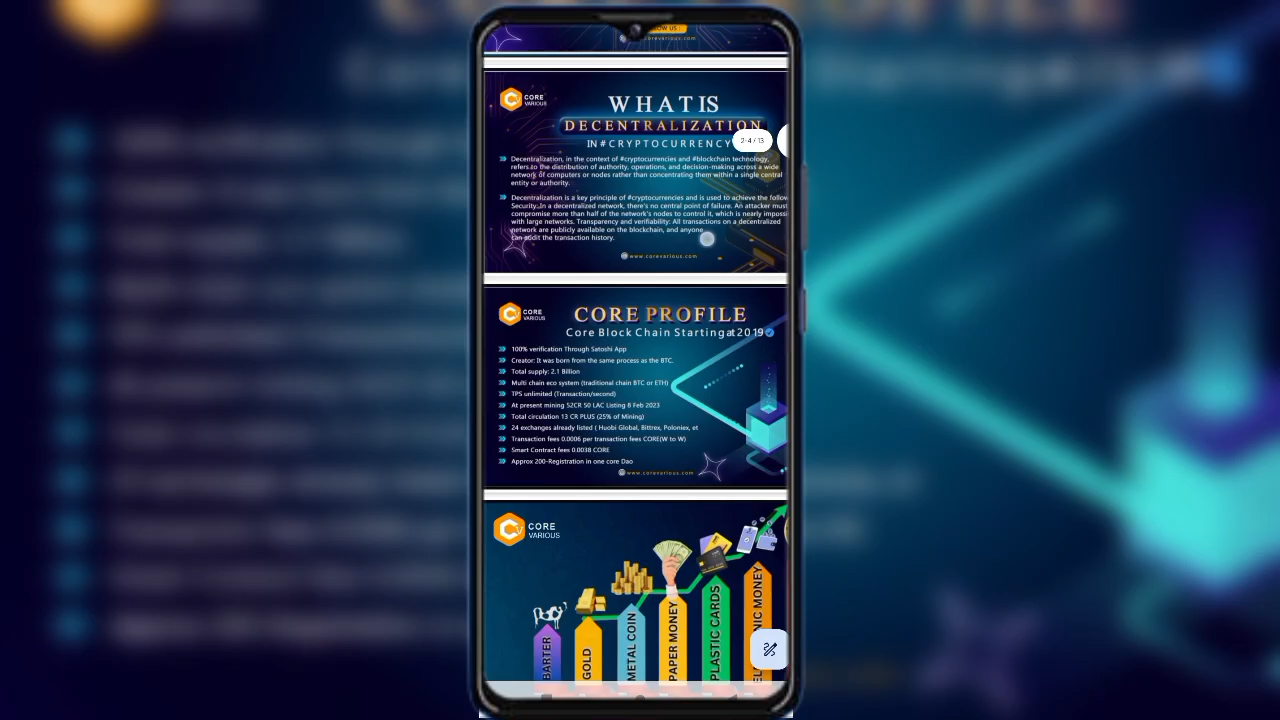 OW US :
corevarious.com
CORE
VARIOUS
WHAT IS
DECENTRALIZATION
IN #CRYPTOCURRENCY
2-4 / 13
Decentralization, in the context of #cryptocurrencies and #blockchain technology,
refers to the distribution of authority, operations, and decision-making across a wide
network of computers or nodes rather than concentrating them within a single central
entity or authority.
Decentralization is a key principle of #cryptocurrencies and is used to achieve the follow
Security:.In a decentralized network, there's no central point of failure. An attacker must
compromise more than half of the network's nodes to control it, which is nearly impossi
with large networks. Transparency and verifiability: All transactions on a decentralized
network are publicly available on the blockchain, and anyone
can audit the transaction history.
www.corevarious.com
CORE
VARIOUS
CORE PROFILE
Core Block Chain Starting at 2019
100% verification Through Satoshi App
Creator: It was born from the same process as the BTC.
Total supply: 2.1 Billion
Multi chain eco system (traditional chain BTC or ETH)
TPS unlimited (Transaction/second)
At present mining 52CR 50 LAC Listing 8 Feb 2023
Total circulation 13 CR PLUS (25% of Mining)
24 exchanges already listed ( Huobi Global, Bittrex, Poloniex, et
Transaction fees 0.0006 per transaction fees CORE(W to W)
Smart Contract fees 0.0038 CORE
Approx 200-Registration in one core Dao
www.corevarious.com
CORE
VARIOUS
BARTER
GOLD
METAL COIN
PAPER MONEY
PLASTIC CARDS
NIC MONEY